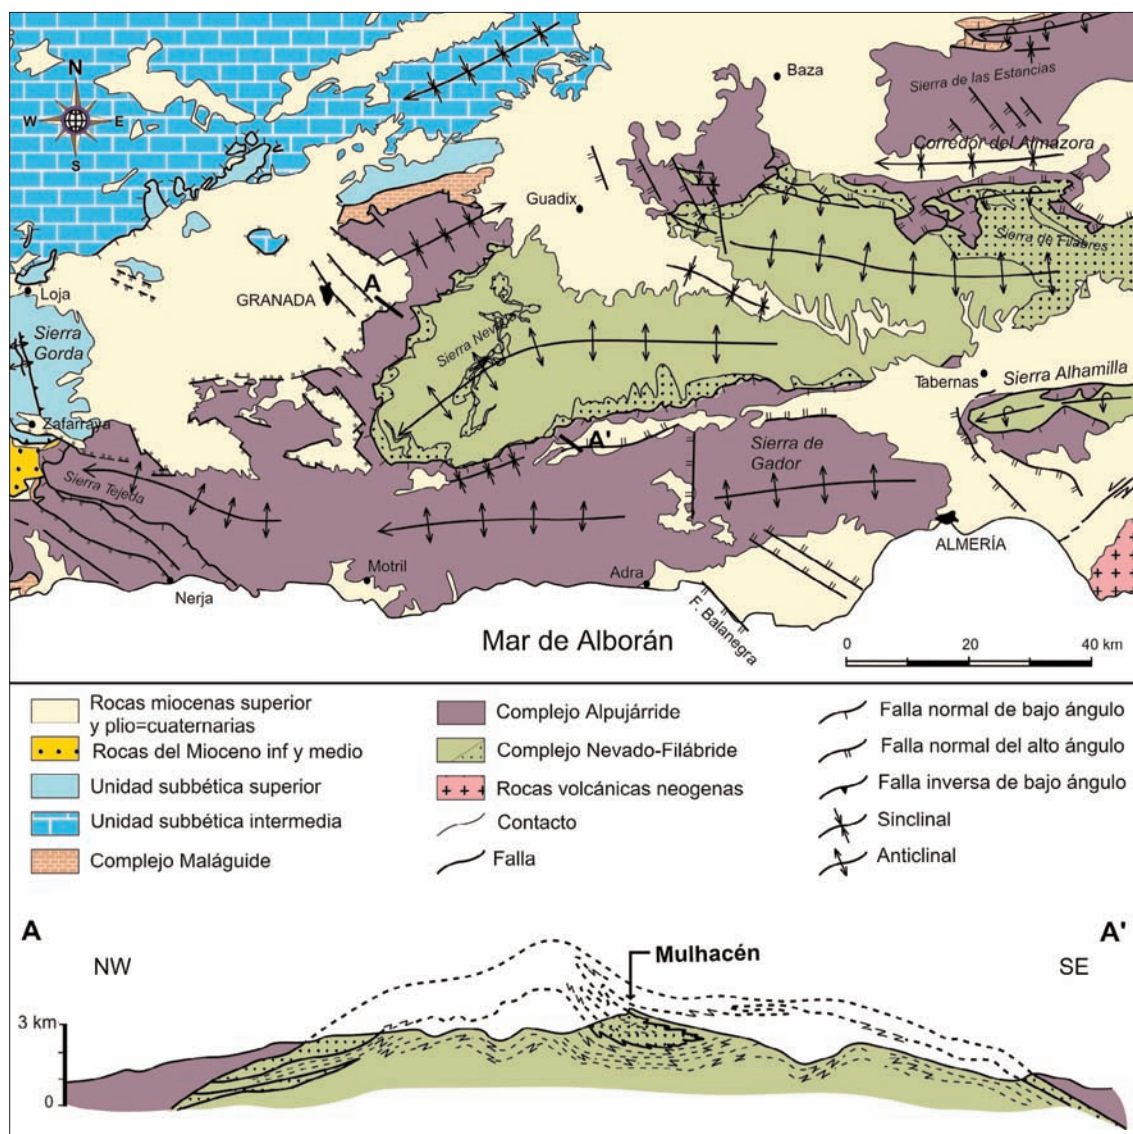 N
W
E
S
Baza
Sierra de las Estancias
Corredor del Almazora
Guadix
Sierra de Filabres
A
GRANADA
Loja
Sierra
Gorda
Sierra Nevada
Tabernas
Sierra Alhamilla
Zafarraya
A'
Sierra de
Gador
Sierra Tejeda
ALMERÍA
Motril
Adra
Nerja
F. Balanegra
Mar de Alborán
0 20 40 km
Rocas miocenas superior
y plio=cuaternarias
Rocas del Mioceno inf y medio
Unidad subbética superior
Unidad subbética intermedia
Complejo Maláguide
Complejo Alpujárride
Complejo Nevado-Filábride
Rocas volcánicas neogenas
Contacto
Falla
Falla normal de bajo ángulo
Falla normal del alto ángulo
Falla inversa de bajo ángulo
Sinclinal
Anticlinal
A
A'
NW
Mulhacén
SE
3 km
0